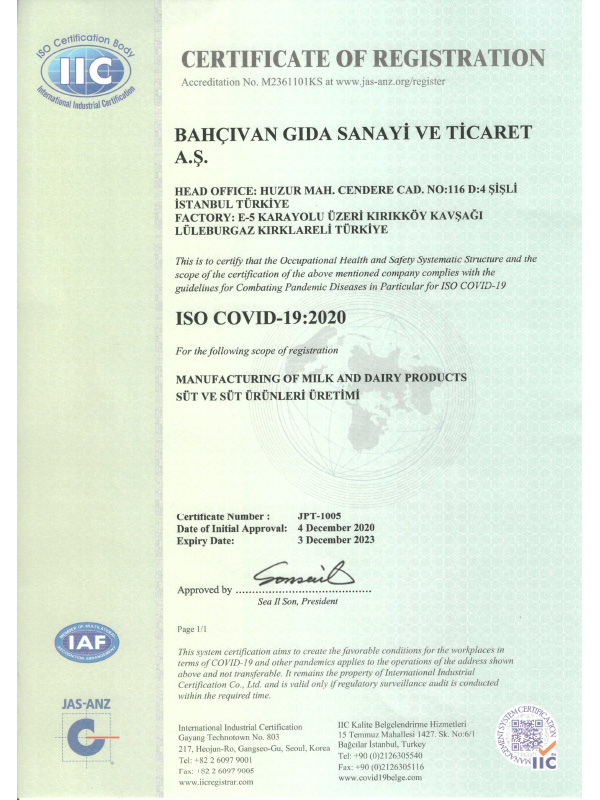 ISO Certification Body
IIC
International Industrial Certification
CERTIFICATE OF REGISTRATION
Accreditation No. M2361101KS at www.jas-anz.org/register
BAHÇIVAN GIDA SANAYİ VE TİCARET
A.Ş.
HEAD OFFICE: HUZUR MAH. CENDERE CAD. NO:116 D:4 ŞİŞLİ
İSTANBUL TÜRKİYE
FACTORY: E-5 KARAYOLU ÜZERİ KIRIKKÖY KAVŞAĞI
LÜLEBURGAZ KIRKLARELİ TÜRKİYE
This is to certify that the Occupational Health and Safety Systematic Structure and the
scope of the certification of the above mentioned company complies with the
guidelines for Combating Pandemic Diseases in Particular for ISO COVID-19
ISO COVID-19:2020
For the following scope of registration
MANUFACTURING OF MILK AND DAIRY PRODUCTS
SÜT VE SÜT ÜRÜNLERİ ÜRETİMİ
Certificate Number : JPT-1005
Date of Initial Approval: 4 December 2020
Expiry Date: 3 December 2023
Approved by
Sea Il Son, President
Page 1/1
This system certification aims to create the favorable conditions for the workplaces in
terms of COVID-19 and other pandemics applies to the operations of the address shown
above and not transferable. It remains the property of International Industrial
Certification Co., Ltd. and is valid only if regulatory surveillance audit is conducted
within the required time.
MEMBER OF MULTILATERAL
RECOGNITION ARRANGEMENT
IAF
JAS-ANZ
International Industrial Certification
Gayang Technotown No. 803
217, Heojun-Ro, Gangseo-Gu, Seoul, Korea
Tel: +82 2 6097 9001
Fax: +82 2 6097 9005
www.iicregistrar.com
IIC Kalite Belgelendirme Hizmetleri
15 Temmuz Mahallesi 1427. Sk. No:6/1
Bağcılar İstanbul, Turkey
Tel: +90 (0)2126305540
Fax: +90 (0)2126305116
www.covid19belge.com
MANAGEMENT SYSTEM CERTIFICATION
IIC